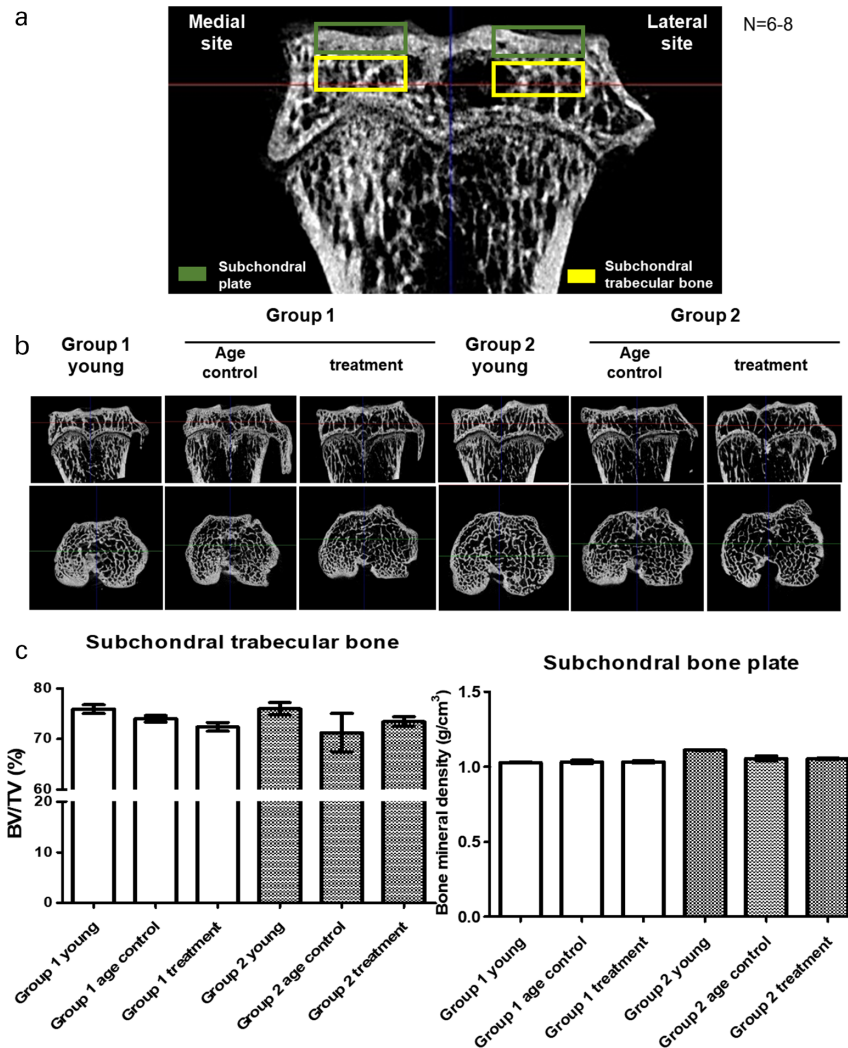 a
Medial
site
Lateral
site
N=6-8
Subchondral
plate
Subchondral
trabecular bone
Group 1
Group 2
b
Group 1
young
Age
control
treatment
Group 2
young
Age
control
treatment
c
Subchondral trabecular bone
80
70
60
20
10
0
BV/TV (%)
Group 1 young
Group 1 age control
Group 1 treatment
Group 2 young
Group 2 age control
Group 2 treatment
Subchondral bone plate
1.5
1.0
0.5
0.0
Bone mineral density (g/cm³)
Group 1 young
Group 1 age control
Group 1 treatment
Group 2 young
Group 2 age control
Group 2 treatment